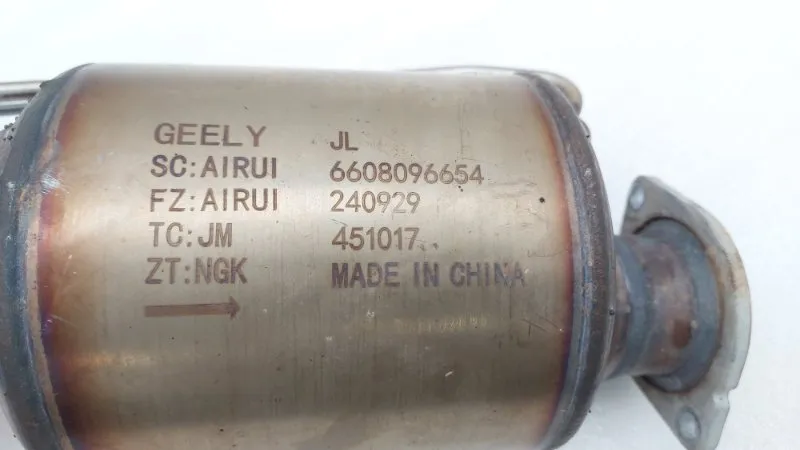 GEELY JL
SC:AIRUI 6608096654
FZ:AIRUI 240929
TC:JM 451017
ZT:NGK MADE IN CHINA